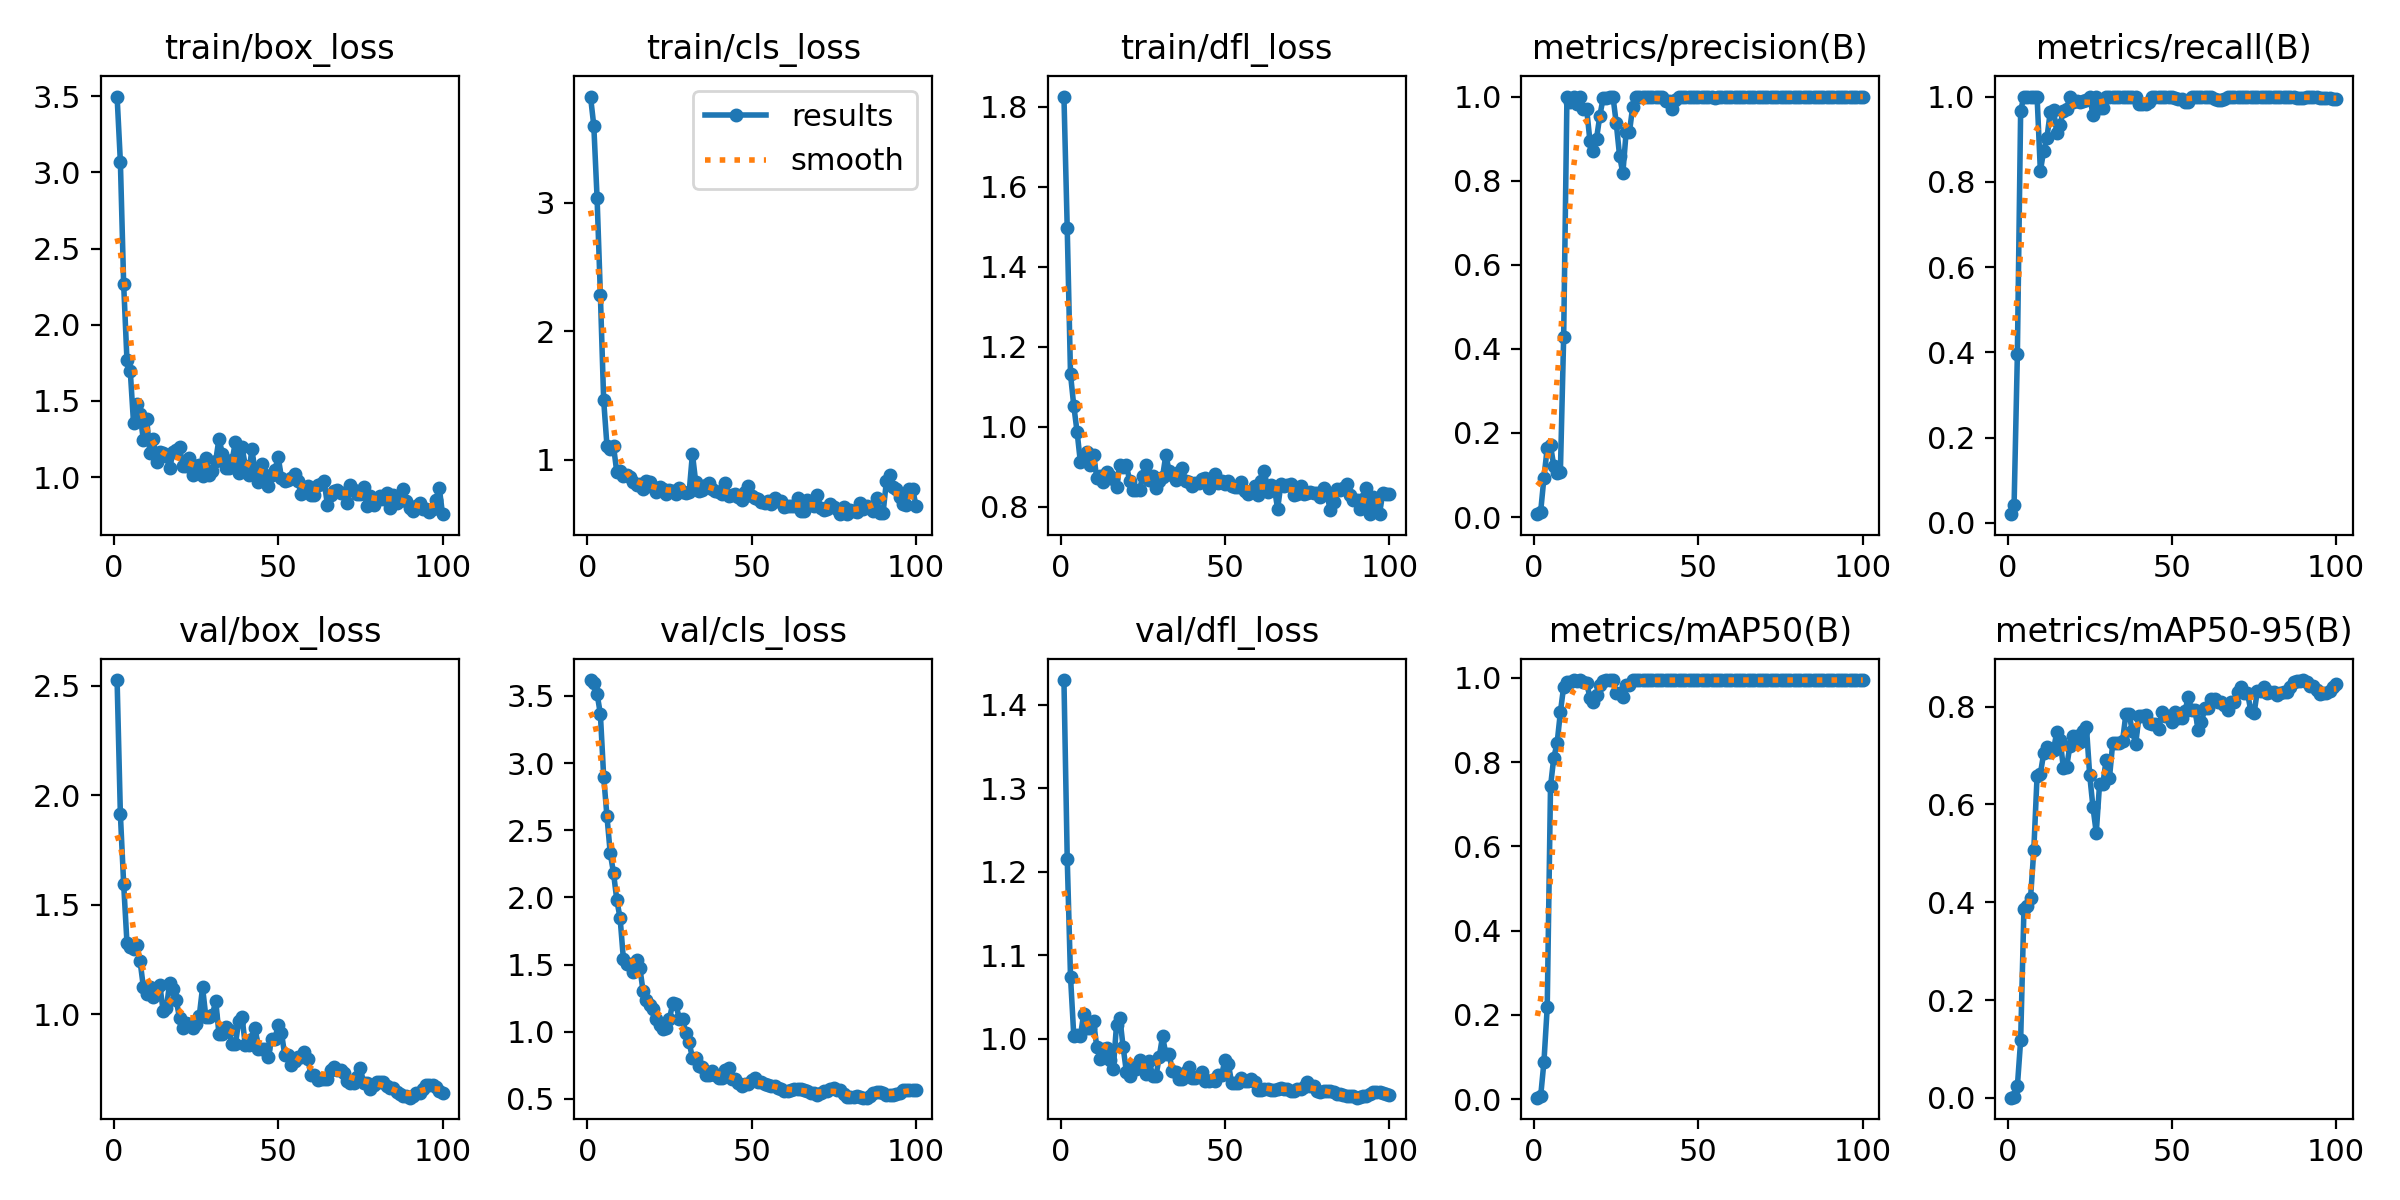 train/box_loss
3.5
3.0
2.5
2.0
1.5
1.0
0 50 100
train/cls_loss
results
smooth
3
2
1
0 50 100
train/dfl_loss
1.8
1.6
1.4
1.2
1.0
0.8
0 50 100
metrics/precision(B)
1.0
0.8
0.6
0.4
0.2
0.0
0 50 100
metrics/recall(B)
1.0
0.8
0.6
0.4
0.2
0.0
0 50 100
val/box_loss
2.5
2.0
1.5
1.0
0 50 100
val/cls_loss
3.5
3.0
2.5
2.0
1.5
1.0
0.5
0 50 100
val/dfl_loss
1.4
1.3
1.2
1.1
1.0
0 50 100
metrics/mAP50(B)
1.0
0.8
0.6
0.4
0.2
0.0
0 50 100
metrics/mAP50-95(B)
0.8
0.6
0.4
0.2
0.0
0 50 100